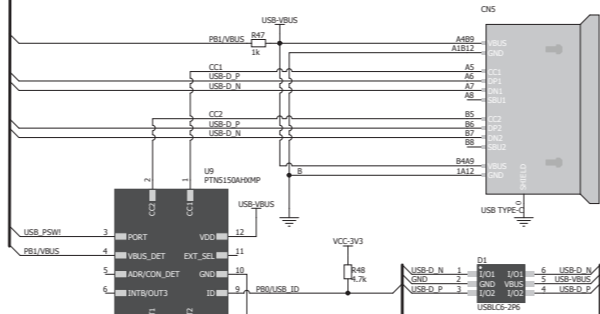 CN5
USB-VBUS
PB1/VBUS R47 1k A4B9 VBUS
A1B12 GND
CC1 A5 CC1
USB-D_P A6 DP1
USB-D_N A7 DN1
A8 SBU1
CC2 B5 CC2
USB-D_P B6 DP2
USB-D_N B7 DN2
B8 SBU2
B4A9 VBUS
B 1A12 GND
SHIELD
0
USB TYPE-C
U9
PTN5150AHXMP
2 1
CC2 CC1
USB-VBUS
USB_PSW! 3 PORT VDD 12
PB1/VBUS 4 VBUS_DET EXT_SEL 11
5 ADR/CON_DET GND 10
6 INTB/OUT3 ID 9 PB0/USB_ID
VCC-3V3
R48
4.7k
D1
USB-D_N 1 I/O1 I/O1 6 USB-D_N
GND 2 GND VBUS 5 USB-VBUS
USB-D_P 3 I/O2 I/O2 4 USB-D_P
USBLC6-2P6